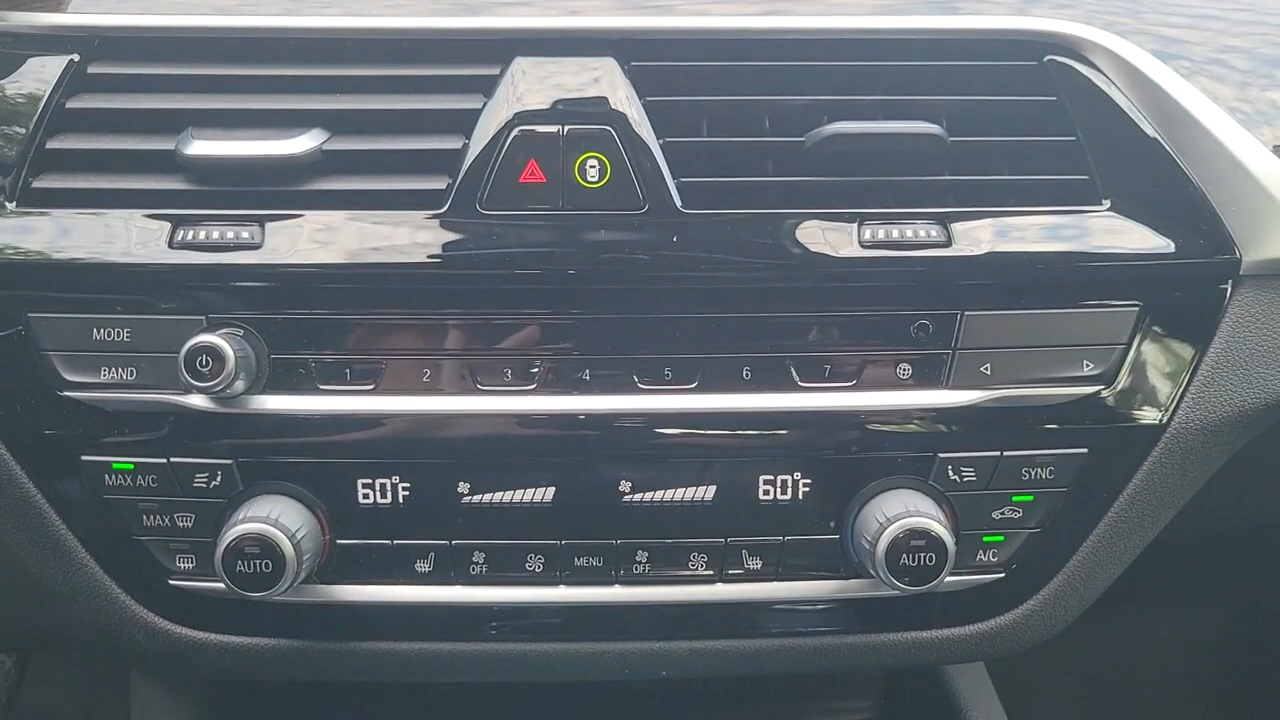 MODE
BAND
1 2 3 4 5 6 7
MAX A/C
60°F
60°F
SYNC
MAX
AUTO
OFF
MENU
OFF
AUTO
A/C